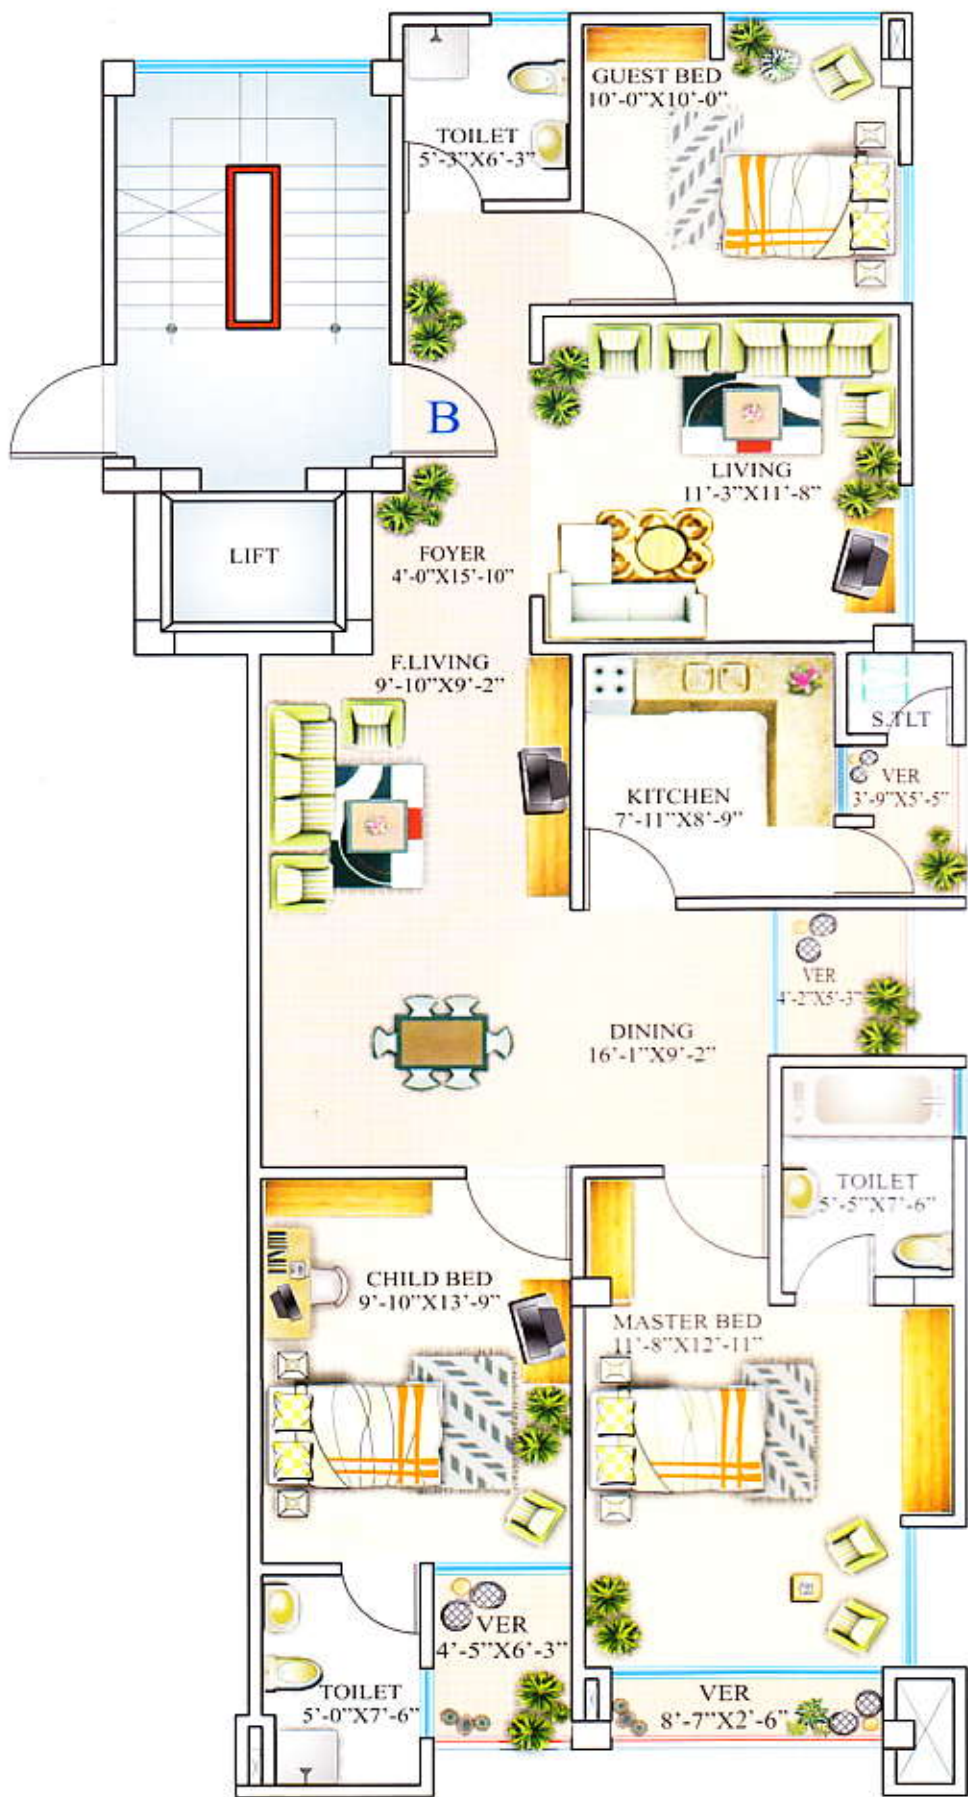 GUEST BED
10’-0”X10’-0”
TOILET
5’-3”X6’-3”
B
LIVING
11’-3”X11’-8”
LIFT
FOYER
4’-0”X15’-10”
F.LIVING
9’-10”X9’-2”
S.TLT
VER
3’-9”X5’-5”
KITCHEN
7’-11”X8’-9”
VER
4’-2”X5’-3”
DINING
16’-1”X9’-2”
TOILET
5’-5”X7’-6”
CHILD BED
9’-10”X13’-9”
MASTER BED
11’-8”X12’-11”
VER
4’-5”X6’-3”
TOILET
5’-0”X7’-6”
VER
8’-7”X2’-6”